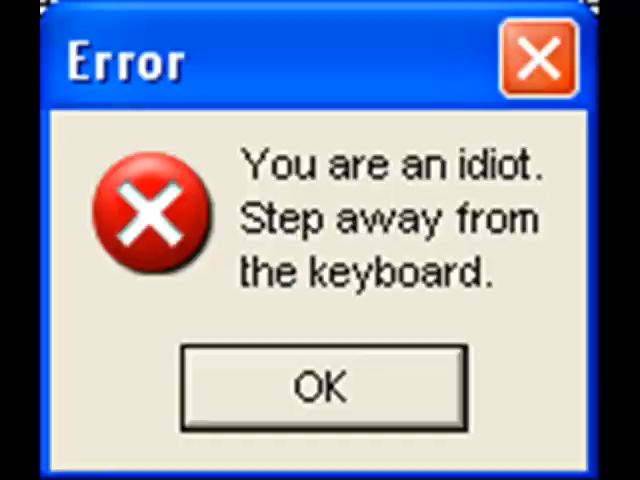 Error
You are an idiot.
Step away from
the keyboard.
OK